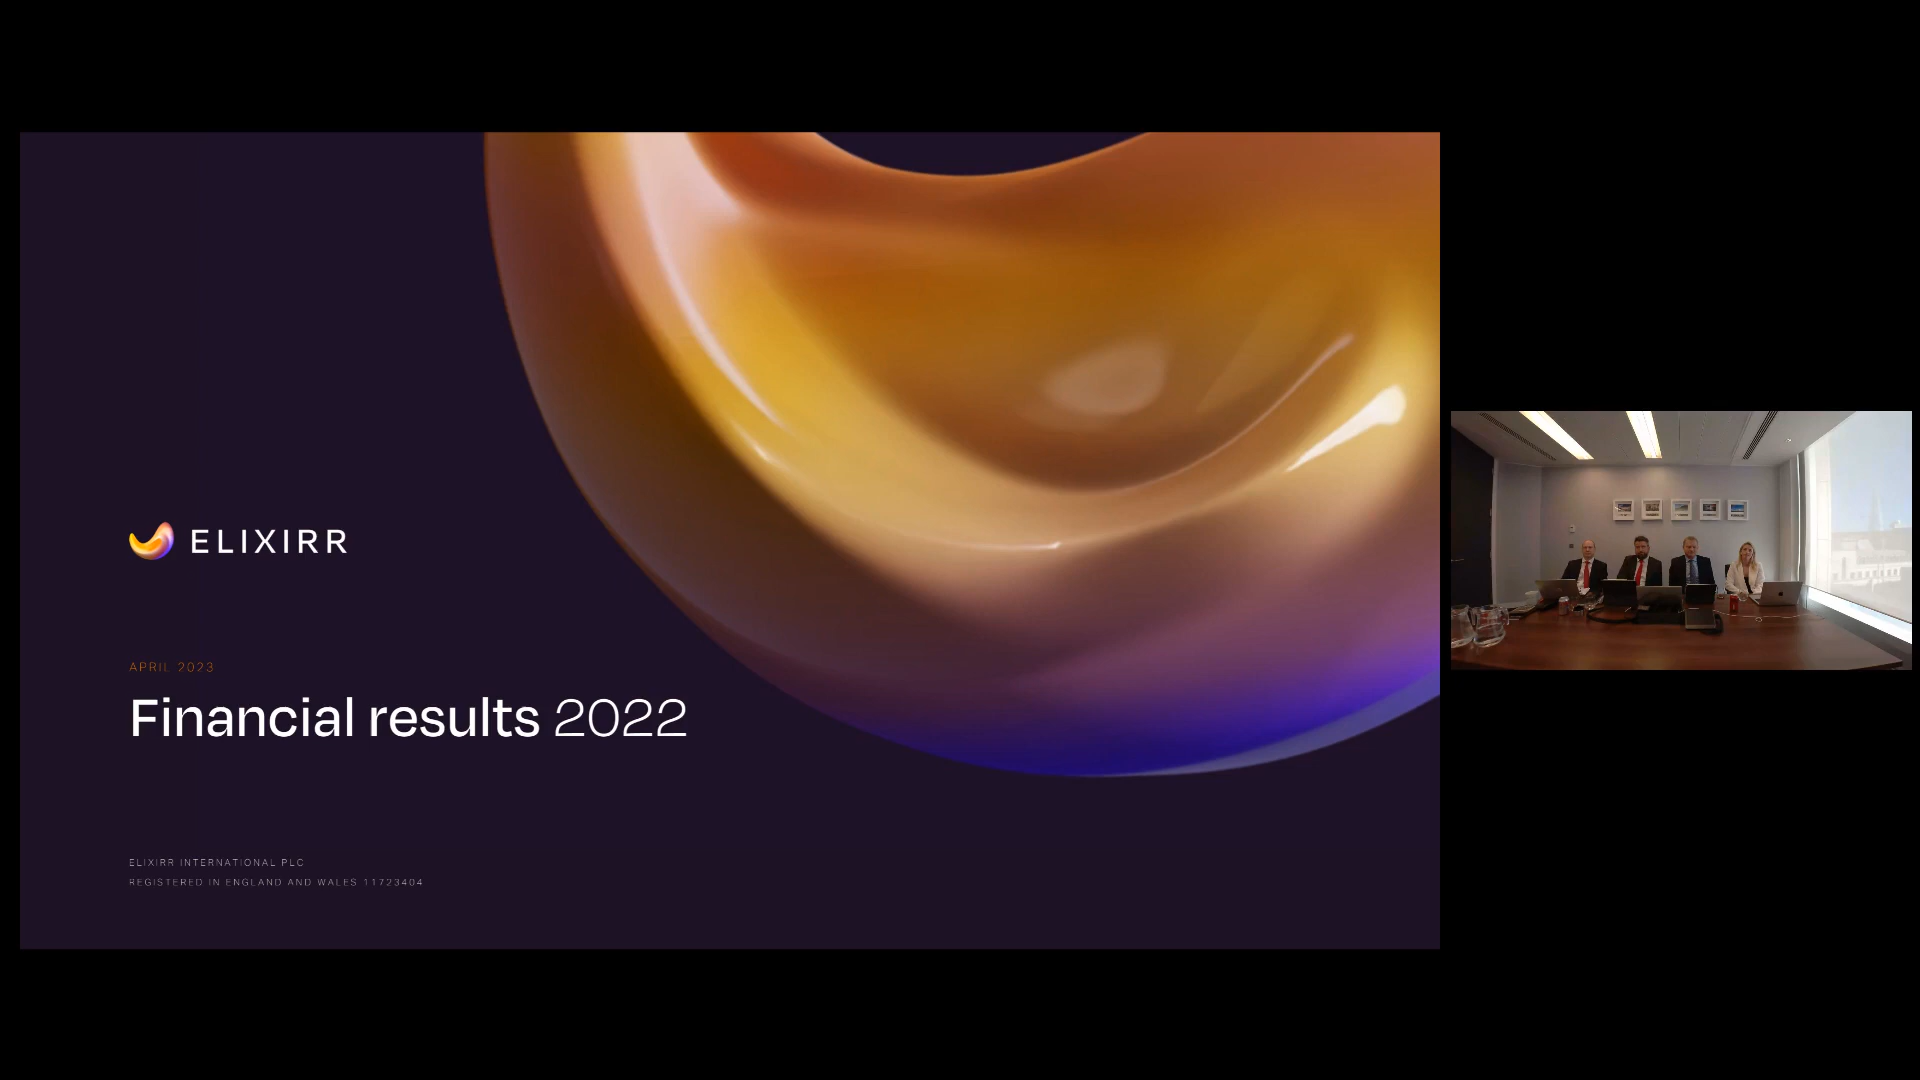 ELIXIRR
APRIL 2023
Financial results 2022
ELIXIRR INTERNATIONAL PLC
REGISTERED IN ENGLAND AND WALES 11723404